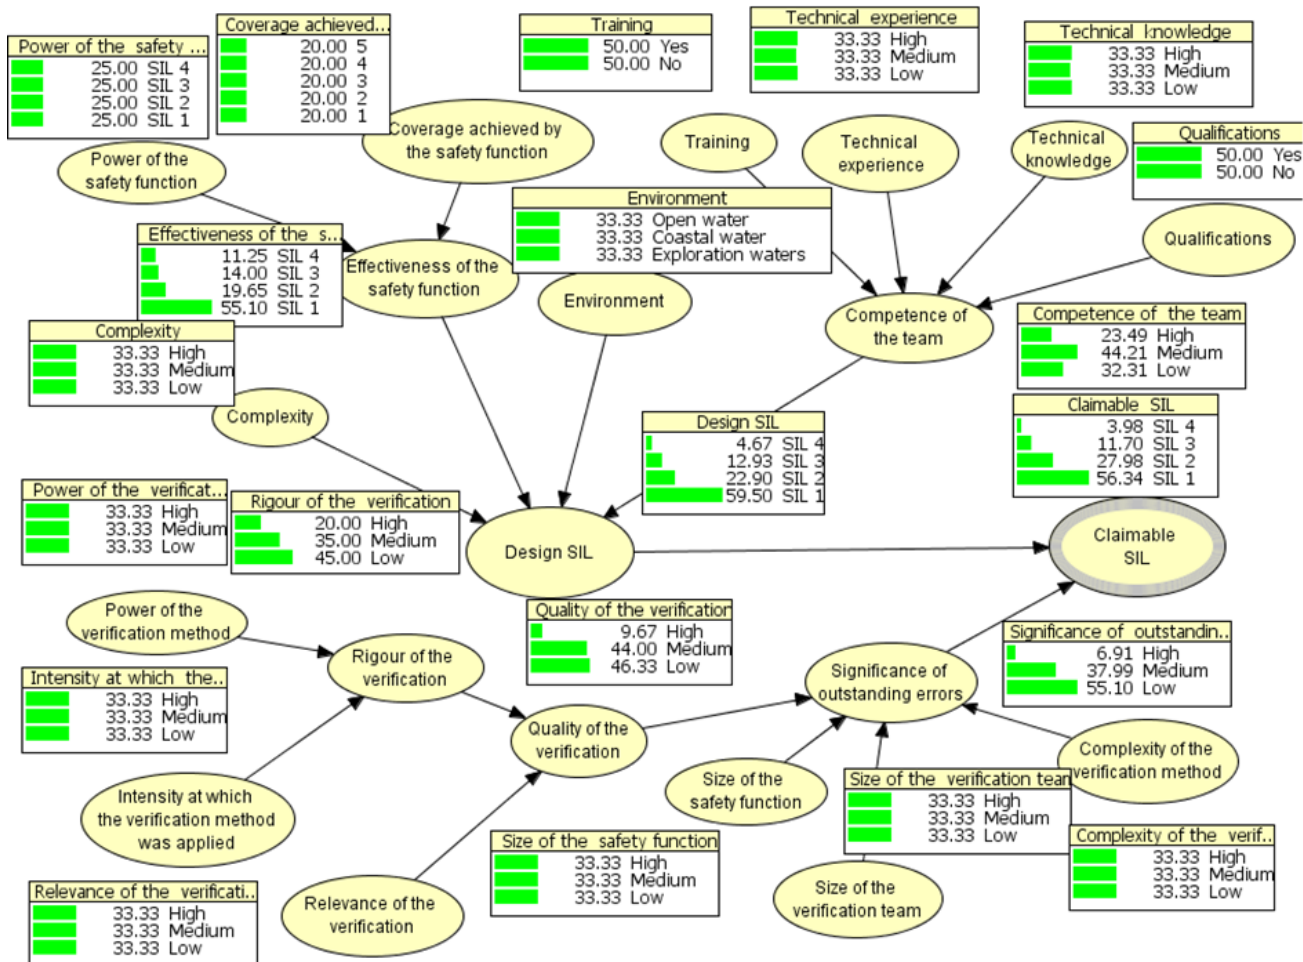 Power of the safety ...
25.00 SIL 4
25.00 SIL 3
25.00 SIL 2
25.00 SIL 1
Coverage achieved...
20.00 5
20.00 4
20.00 3
20.00 2
20.00 1
Training
50.00 Yes
50.00 No
Technical experience
33.33 High
33.33 Medium
33.33 Low
Technical knowledge
33.33 High
33.33 Medium
33.33 Low
Power of the
safety function
Coverage achieved by
the safety function
Training
Technical
experience
Technical
knowledge
Qualifications
50.00 Yes
50.00 No
Effectiveness of the s...
11.25 SIL 4
14.00 SIL 3
19.65 SIL 2
55.10 SIL 1
Effectiveness of the
safety function
Environment
33.33 Open water
33.33 Coastal water
33.33 Exploration waters
Environment
Qualifications
Competence of
the team
Competence of the team
23.49 High
44.21 Medium
32.31 Low
Complexity
33.33 High
33.33 Medium
33.33 Low
Complexity
Design SIL
4.67 SIL 4
12.93 SIL 3
22.90 SIL 2
59.50 SIL 1
Claimable SIL
3.98 SIL 4
11.70 SIL 3
27.98 SIL 2
56.34 SIL 1
Power of the verificat...
33.33 High
33.33 Medium
33.33 Low
Rigour of the verification
20.00 High
35.00 Medium
45.00 Low
Design SIL
Claimable
SIL
Power of the
verification method
Rigour of the
verification
Quality of the verification
9.67 High
44.00 Medium
46.33 Low
Significance of
outstanding errors
Significance of outstandin..
6.91 High
37.99 Medium
55.10 Low
Intensity at which the..
33.33 High
33.33 Medium
33.33 Low
Quality of the
verification
Complexity of the
verification method
Intensity at which
the verification method
was applied
Size of the
safety function
Size of the verification team
33.33 High
33.33 Medium
33.33 Low
Size of the safety function
33.33 High
33.33 Medium
33.33 Low
Complexity of the verif..
33.33 High
33.33 Medium
33.33 Low
Relevance of the verificati..
33.33 High
33.33 Medium
33.33 Low
Relevance of the
verification
Size of the
verification team